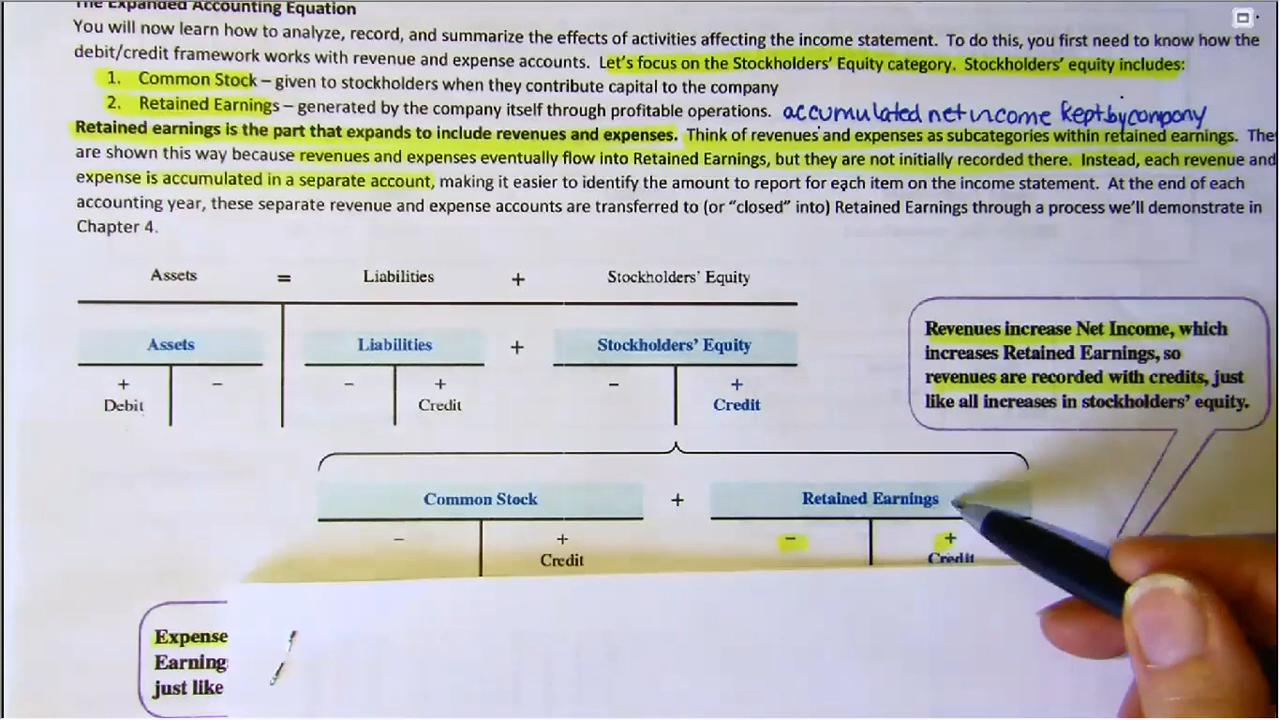 The Expanded Accounting Equation
You will now learn how to analyze, record, and summarize the effects of activities affecting the income statement. To do this, you first need to know how the
debit/credit framework works with revenue and expense accounts. Let's focus on the Stockholders' Equity category. Stockholders' equity includes:
1. Common Stock – given to stockholders when they contribute capital to the company
2. Retained Earnings – generated by the company itself through profitable operations. accumulated net income kept by company
Retained earnings is the part that expands to include revenues and expenses. Think of revenues and expenses as subcategories within retained earnings. The
are shown this way because revenues and expenses eventually flow into Retained Earnings, but they are not initially recorded there. Instead, each revenue and
expense is accumulated in a separate account, making it easier to identify the amount to report for each item on the income statement. At the end of each
accounting year, these separate revenue and expense accounts are transferred to (or "closed" into) Retained Earnings through a process we'll demonstrate in
Chapter 4.
Assets = Liabilities + Stockholders' Equity
Assets Liabilities + Stockholders' Equity
+ – – + – +
Debit Credit Credit
Revenues increase Net Income, which
increases Retained Earnings, so
revenues are recorded with credits, just
like all increases in stockholders' equity.
Common Stock + Retained Earnings
– + – +
Credit Credit
Expense
Earning
just like